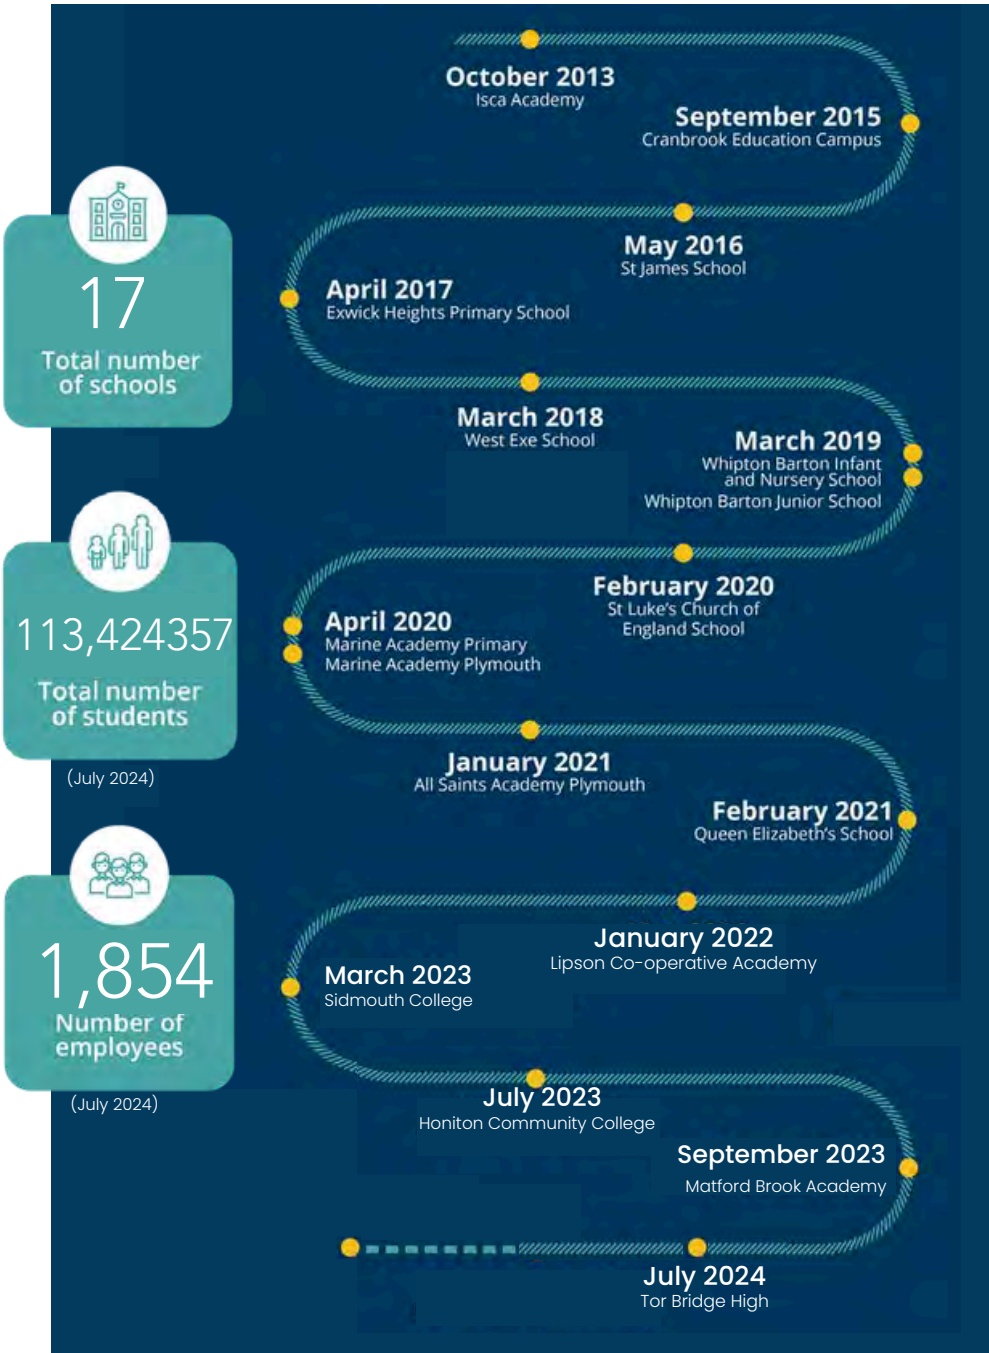 October 2013
Isca Academy
September 2015
Cranbrook Education Campus
May 2016
St James School
April 2017
Exwick Heights Primary School
17
Total number
of schools
March 2018
West Exe School
March 2019
Whipton Barton Infant
and Nursery School
Whipton Barton Junior School
February 2020
St Luke's Church of
England School
April 2020
Marine Academy Primary
Marine Academy Plymouth
113,424357
Total number
of students
(July 2024)
January 2021
All Saints Academy Plymouth
February 2021
Queen Elizabeth's School
January 2022
Lipson Co-operative Academy
March 2023
Sidmouth College
1,854
Number of
employees
(July 2024)
July 2023
Honiton Community College
September 2023
Matford Brook Academy
July 2024
Tor Bridge High